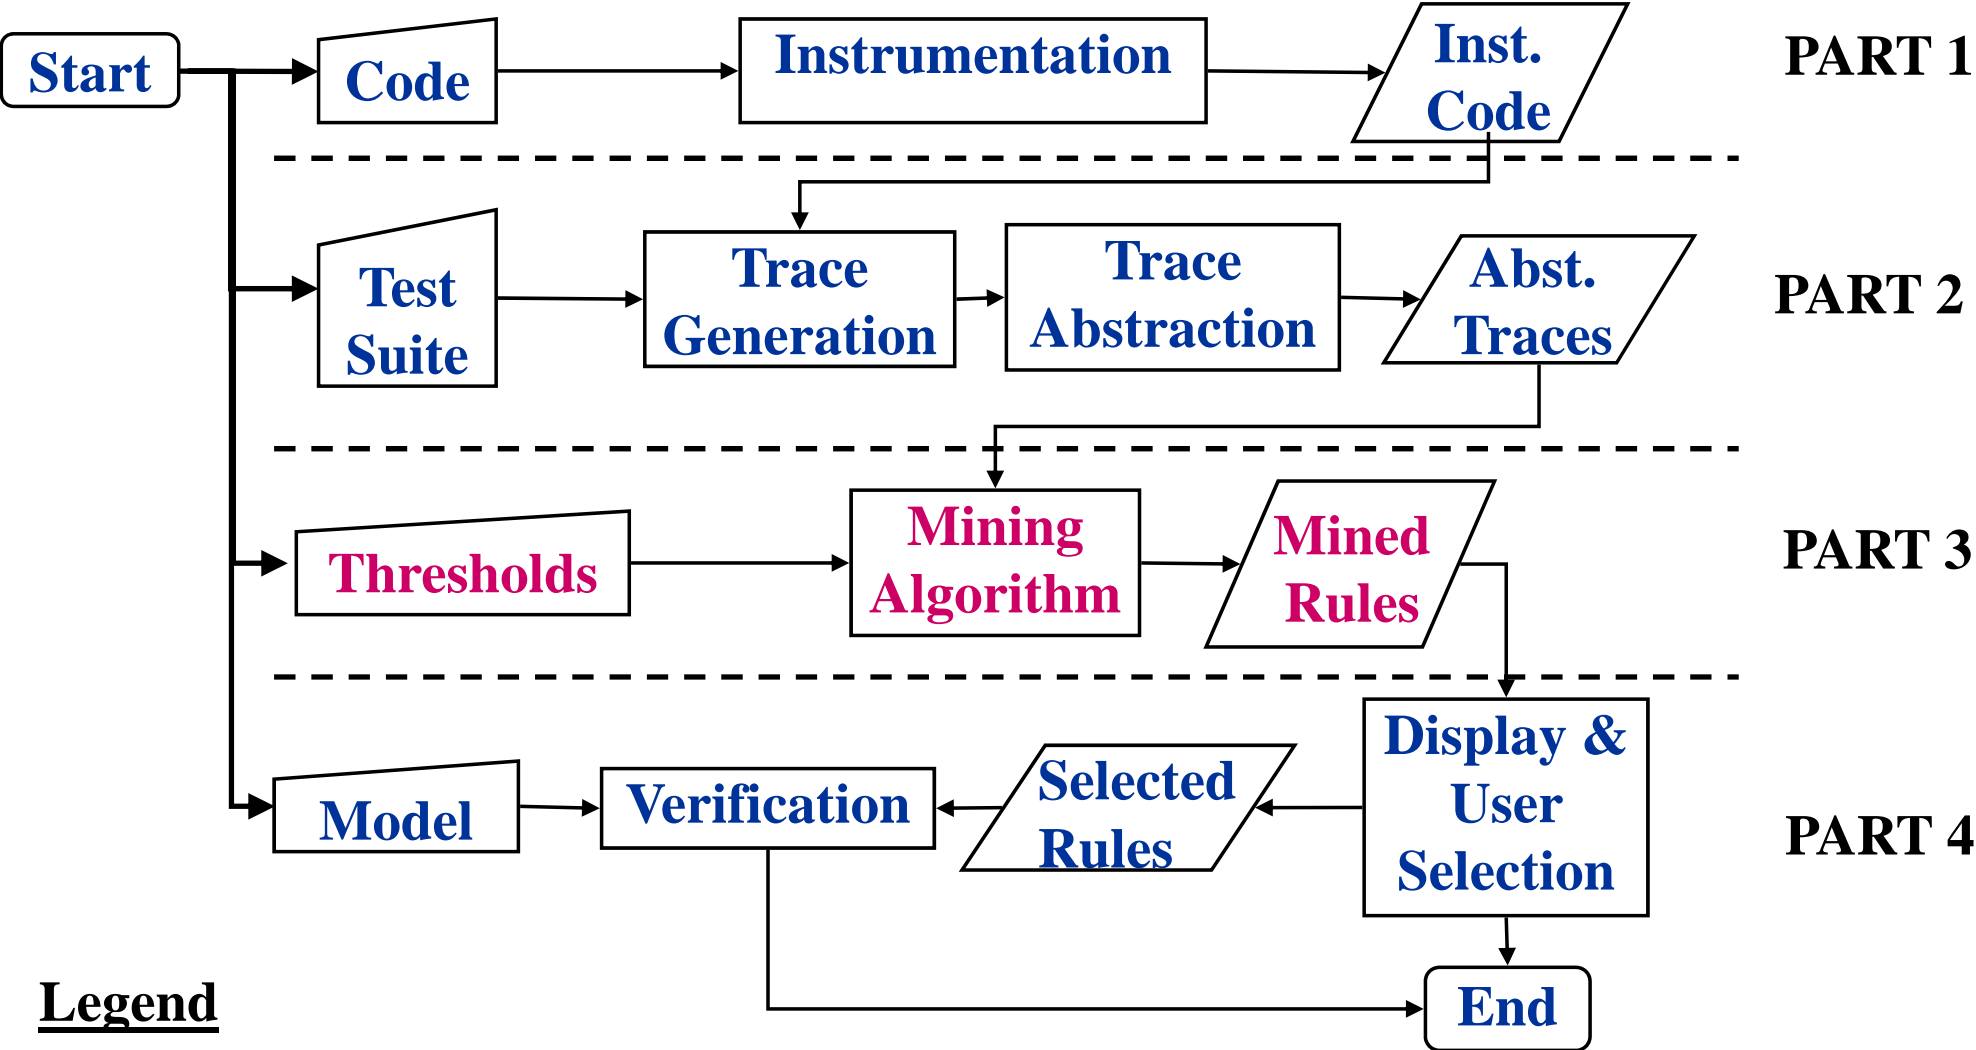 Start
Code
Instrumentation
Inst.
Code
PART 1
Test
Suite
Trace
Generation
Trace
Abstraction
Abst.
Traces
PART 2
Thresholds
Mining
Algorithm
Mined
Rules
PART 3
Model
Verification
Selected
Rules
Display &
User
Selection
PART 4
Legend
End